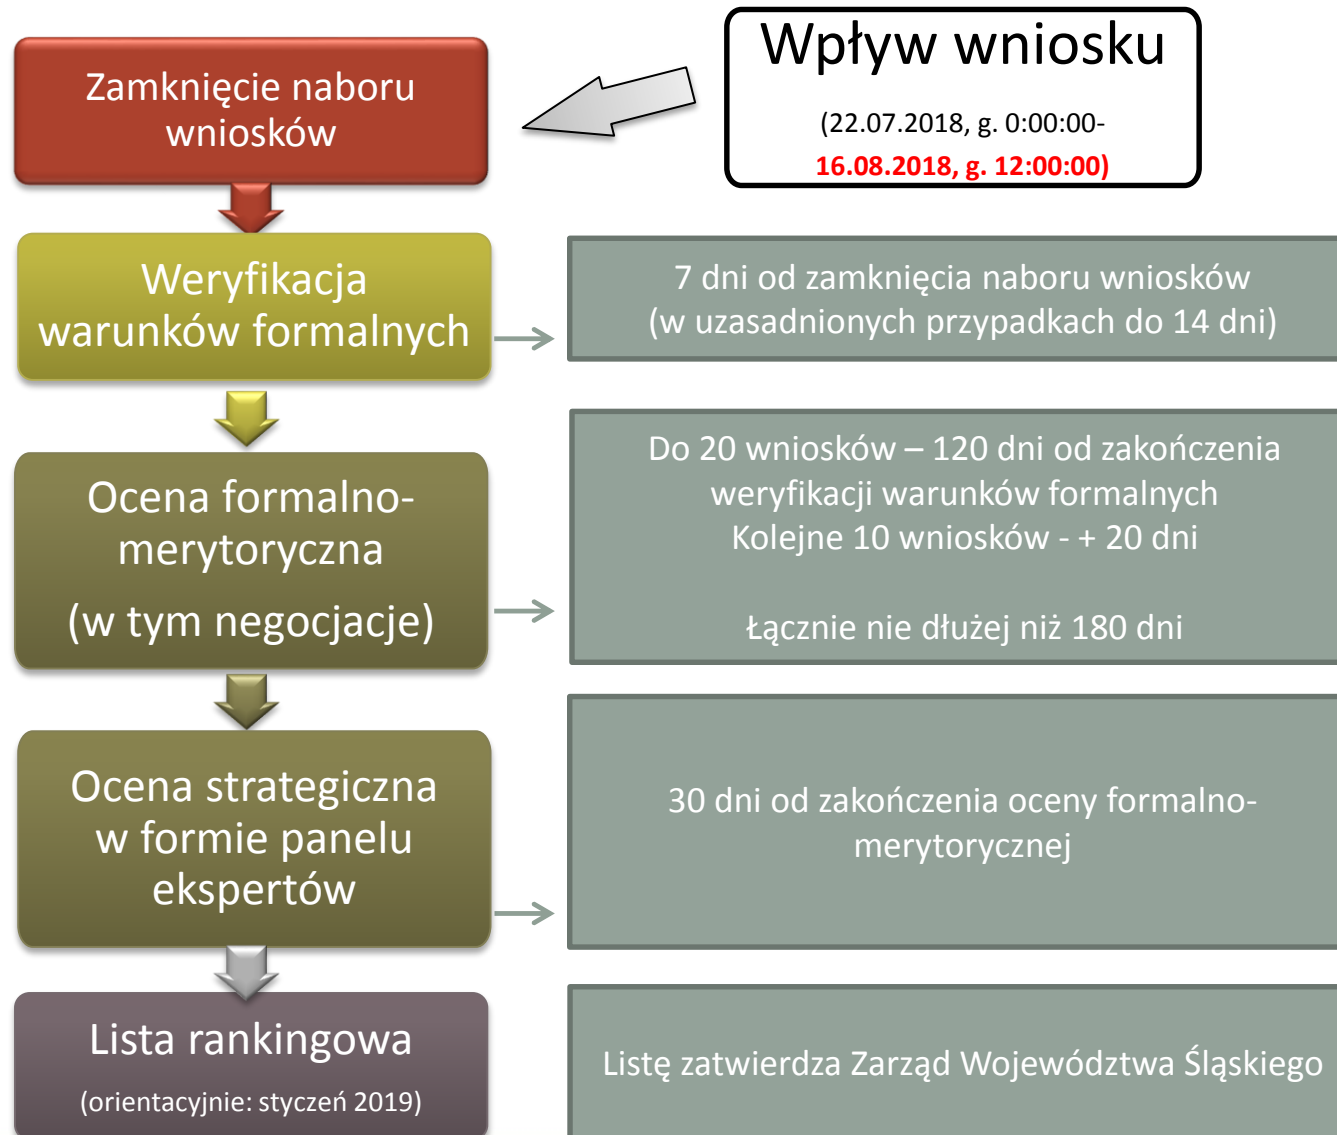 Wpływ wniosku
(22.07.2018, g. 0:00:00-
16.08.2018, g. 12:00:00)
Zamknięcie naboru
wniosków
Weryfikacja
warunków formalnych
7 dni od zamknięcia naboru wniosków
(w uzasadnionych przypadkach do 14 dni)
Ocena formalno-
merytoryczna
(w tym negocjacje)
Do 20 wniosków – 120 dni od zakończenia
weryfikacji warunków formalnych
Kolejne 10 wniosków - + 20 dni
Łącznie nie dłużej niż 180 dni
Ocena strategiczna
w formie panelu
ekspertów
30 dni od zakończenia oceny formalno-
merytorycznej
Lista rankingowa
(orientacyjnie: styczeń 2019)
Listę zatwierdza Zarząd Województwa Śląskiego